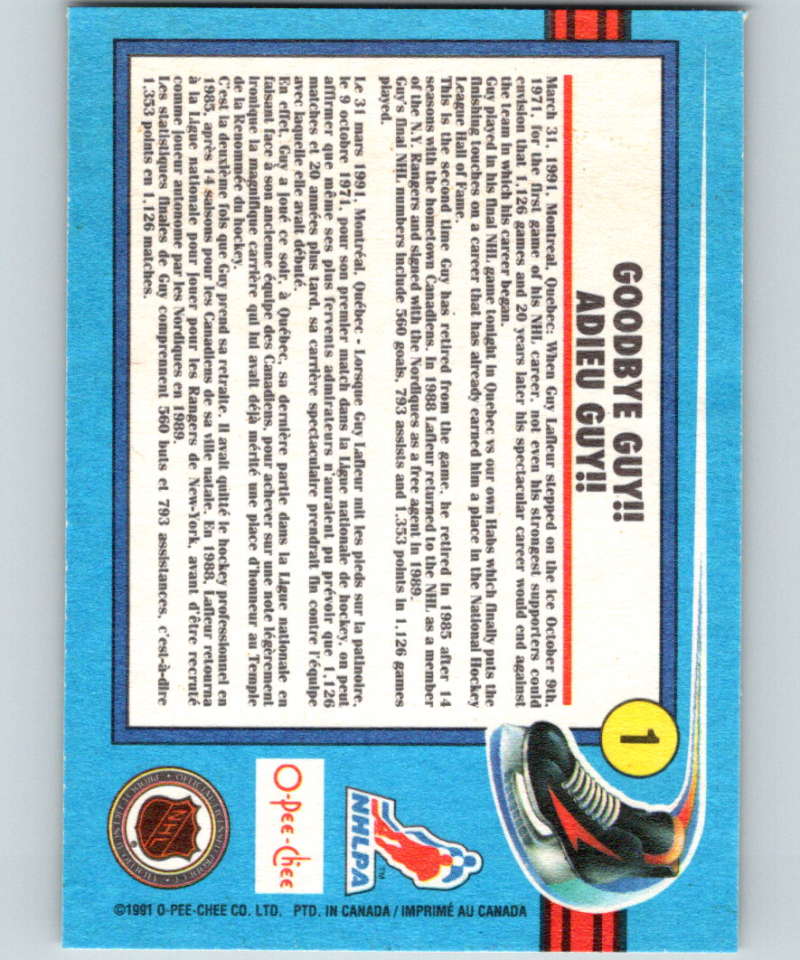 GOODBYE GUY!!
ADIEU GUY!!
1
March 31, 1991, Montreal, Quebec: When Guy Lafleur stepped on the ice October 9th,
1971, for the first game of his NHL career, not even his strongest supporters could
envision that 1,126 games and 20 years later his spectacular career would end against
the team in which his career began.
Guy played in his final NHL game tonight in Quebec vs our own Habs which finally puts the
finishing touches on a career that has already earned him a place in the National Hockey
League Hall of Fame.
This is the second time Guy has retired from the game, he retired in 1985 after 14
seasons with the hometown Canadiens. In 1988 Lafleur returned to the NHL as a member
of the N.Y. Rangers and signed with the Nordiques as a free agent in 1989.
Guy's final NHL numbers include 560 goals, 793 assists and 1,353 points in 1,126 games
played.
Le 31 mars 1991, Montréal, Québec - Lorsque Guy Lafleur mit les pieds sur la patinoire,
le 9 octobre 1971, pour son premier match dans la Ligue nationale de hockey, on peut
affirmer que même ses plus fervents admirateurs n'auraient pu prévoir que 1,126
matches et 20 années plus tard, sa carrière spectaculaire prendrait fin contre l'équipe
avec laquelle elle avait débuté.
En effet, Guy a joué ce soir, à Québec, sa dernière partie dans la Ligue nationale en
faisant face à son ancienne équipe des Canadiens, pour achever sur une note légèrement
ironique la magnifique carrière qui lui avait déjà mérité une place d'honneur au Temple
de la Renommée du hockey.
C'est la deuxième fois que Guy prend sa retraite. Il avait quitté le hockey professionnel en
1985, après 14 saisons pour les Canadiens de sa ville natale. En 1988, Lafleur retourna
à la Ligue nationale pour jouer pour les Rangers de New-York, avant d'être recruté
comme joueur autonome par les Nordiques en 1989.
Les statistiques finales de Guy comprennent 560 buts et 793 assistances, c'est-à-dire
1,353 points en 1,126 matches.
NHLPA
TM
O-Pee-Chee
NHL
©1991 O-PEE-CHEE CO. LTD. PTD. IN CANADA / IMPRIMÉ AU CANADA